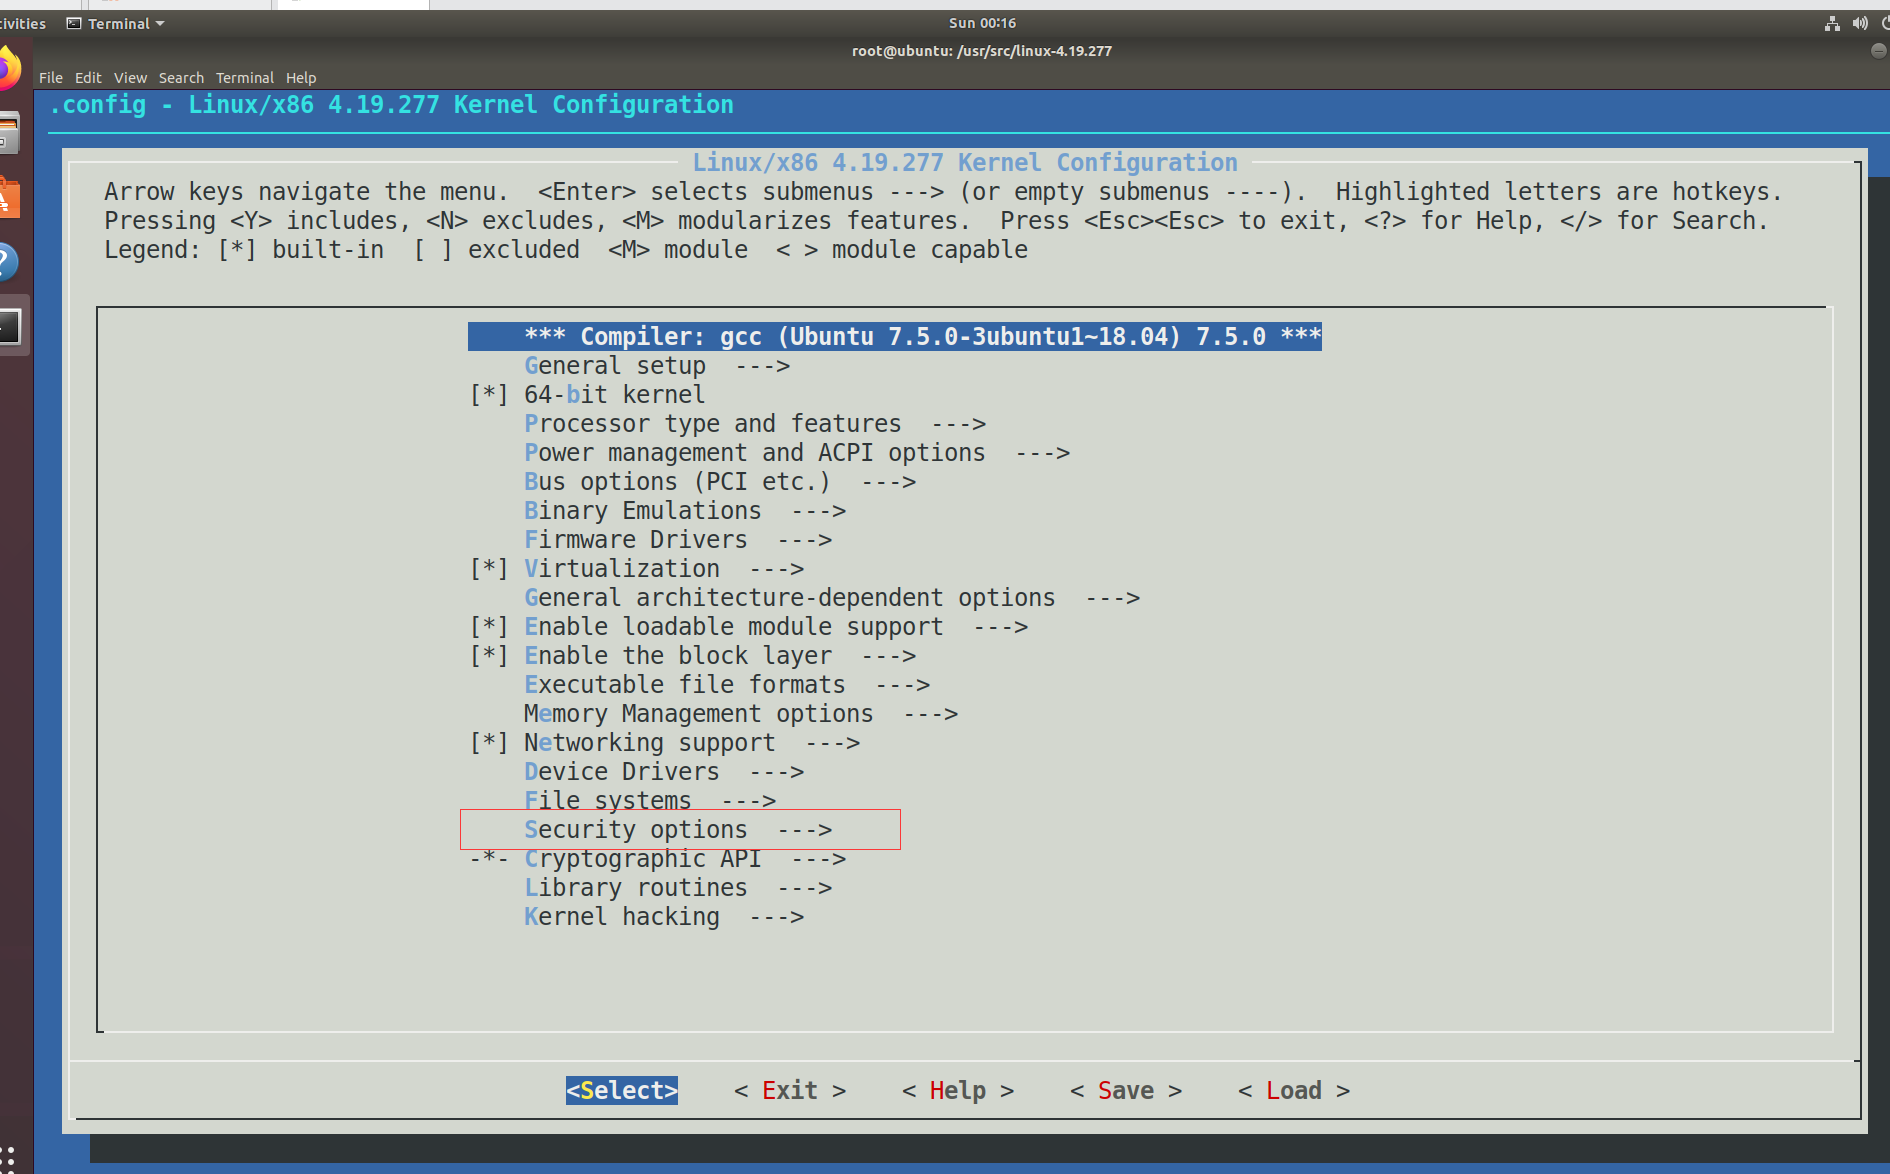 tivities Terminal Sun 00:16
root@ubuntu: /usr/src/linux-4.19.277
File Edit View Search Terminal Help
.config - Linux/x86 4.19.277 Kernel Configuration
Linux/x86 4.19.277 Kernel Configuration
Arrow keys navigate the menu.  <Enter> selects submenus ---> (or empty submenus ----).  Highlighted letters are hotkeys.
Pressing <Y> includes, <N> excludes, <M> modularizes features.  Press <Esc><Esc> to exit, <?> for Help, </> for Search.
Legend: [*] built-in  [ ] excluded  <M> module  < > module capable
*** Compiler: gcc (Ubuntu 7.5.0-3ubuntu1~18.04) 7.5.0 ***
General setup  --->
[*] 64-bit kernel
Processor type and features  --->
Power management and ACPI options  --->
Bus options (PCI etc.)  --->
Binary Emulations  --->
Firmware Drivers  --->
[*] Virtualization  --->
General architecture-dependent options  --->
[*] Enable loadable module support  --->
[*] Enable the block layer  --->
Executable file formats  --->
Memory Management options  --->
[*] Networking support  --->
Device Drivers  --->
File systems  --->
Security options  --->
-*- Cryptographic API  --->
Library routines  --->
Kernel hacking  --->
<Select>    < Exit >    < Help >    < Save >    < Load >